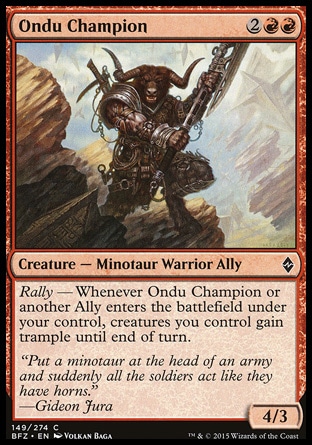 Ondu Champion 2
Creature — Minotaur Warrior Ally
Rally — Whenever Ondu Champion or
another Ally enters the battlefield under
your control, creatures you control gain
trample until end of turn.
“Put a minotaur at the head of an army
and suddenly all the soldiers act like they
have horns.”
—Gideon Jura
4/3
149/274 C
BFZ • EN Volkan Baga
™ & © 2015 Wizards of the Coast